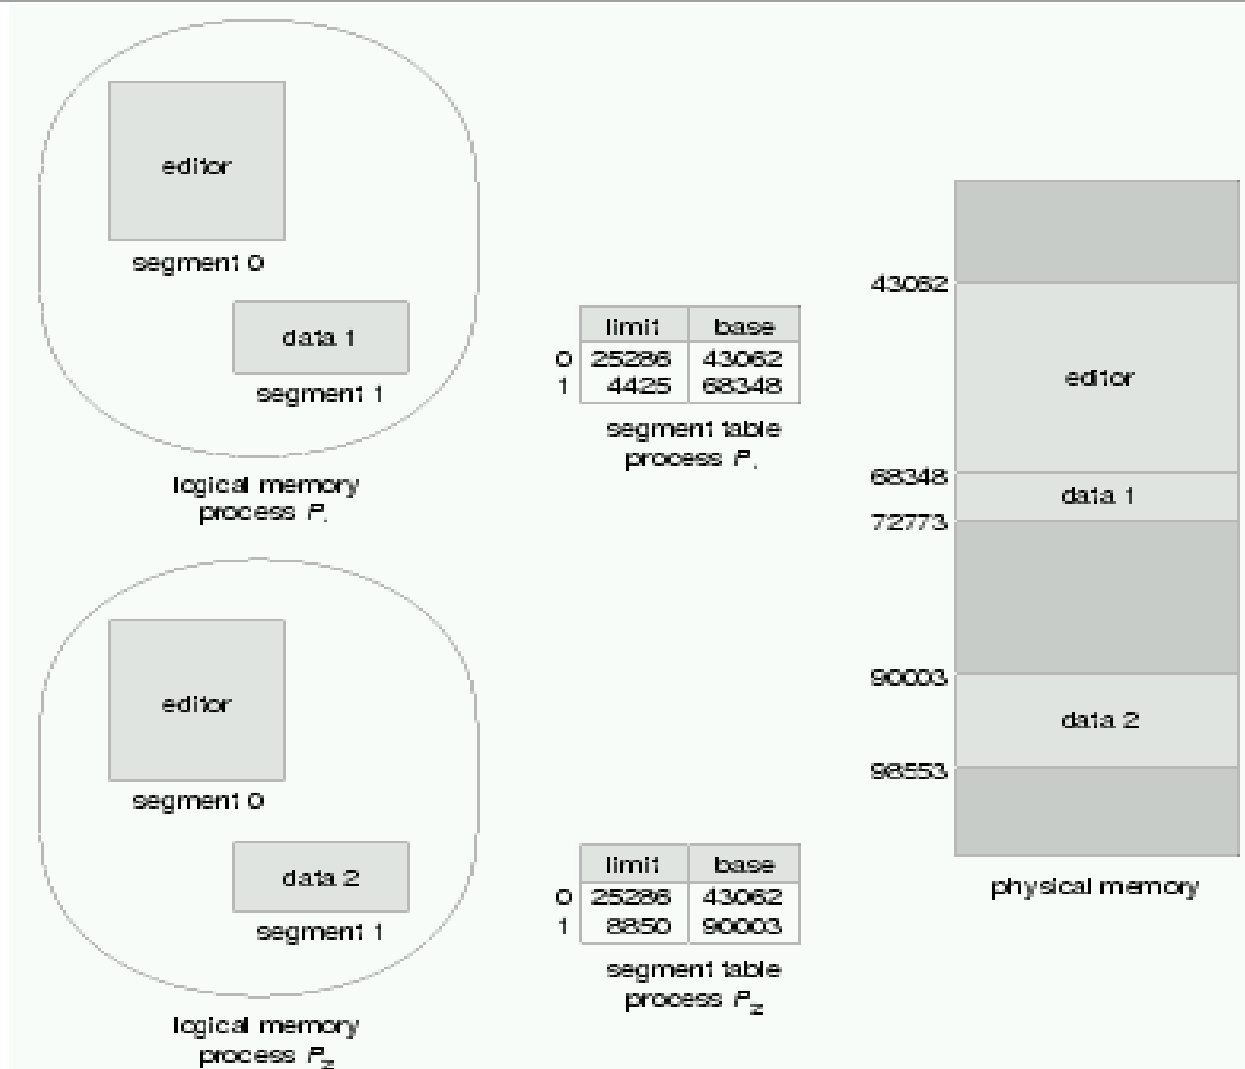 editor
segment 0
data 1
segment 1
logical memory
process P
limit base
0 25286 43062
1 4425 68348
segment table
process P
editor
segment 0
data 2
segment 1
logical memory
process P2
limit base
0 25286 43062
1 8850 90003
segment table
process P2
43062
editor
68348
data 1
72773
90003
data 2
98553
physical memory